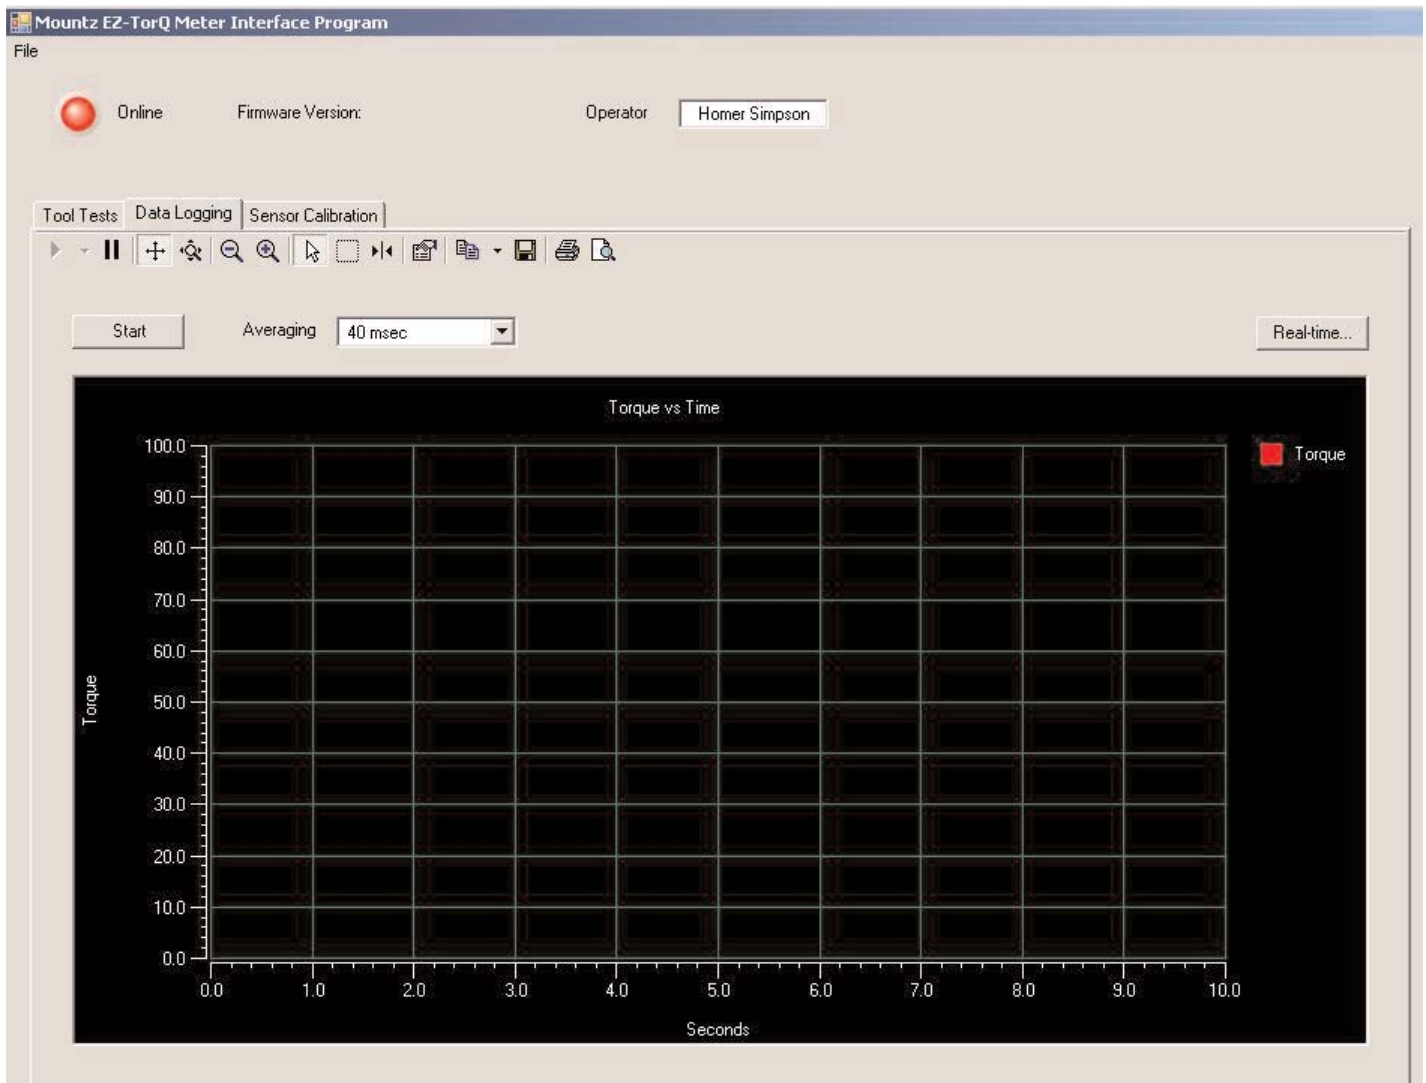 Mountz EZ-TorQ Meter Interface Program
File
Online Firmware Version: Operator Homer Simpson
Tool Tests Data Logging Sensor Calibration
Start Averaging 40 msec Real-time...
Torque vs Time
Torque
100.0
90.0
80.0
70.0
60.0
50.0
40.0
30.0
20.0
10.0
0.0
Torque
0.0 1.0 2.0 3.0 4.0 5.0 6.0 7.0 8.0 9.0 10.0
Seconds